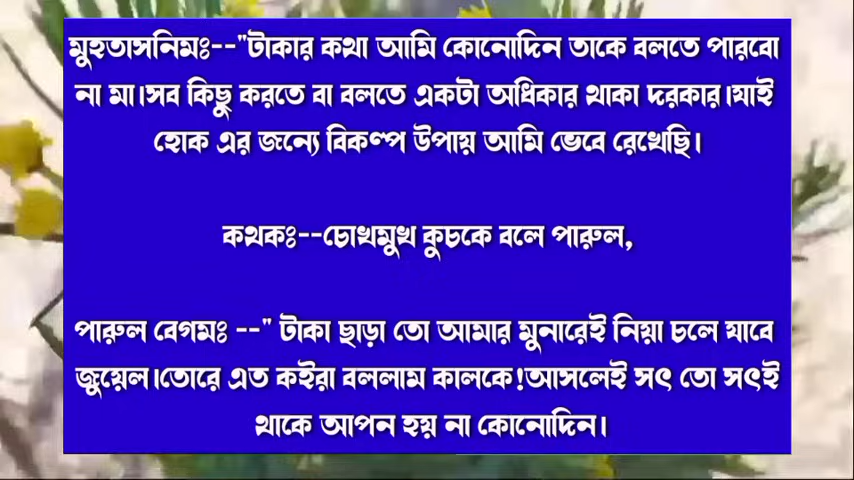 মুহতাসনিমঃ--"টাকার কথা আমি কোনোদিন তাকে বলতে পারবো
না মা।সব কিছু করতে বা বলতে একটা অধিকার থাকা দরকার।যাই
হোক এর জন্যে বিকল্প উপায় আমি ভেবে রেখেছি।
কথকঃ--চোখমুখ কুচকে বলে পারুল,
পারুল বেগমঃ --" টাকা ছাড়া তো আমার মুনারেই নিয়া চলে যাবে
জুয়েল।তোরে এত কইরা বললাম কালকে!আসলেই সৎ তো সৎই
থাকে আপন হয় না কোনোদিন।